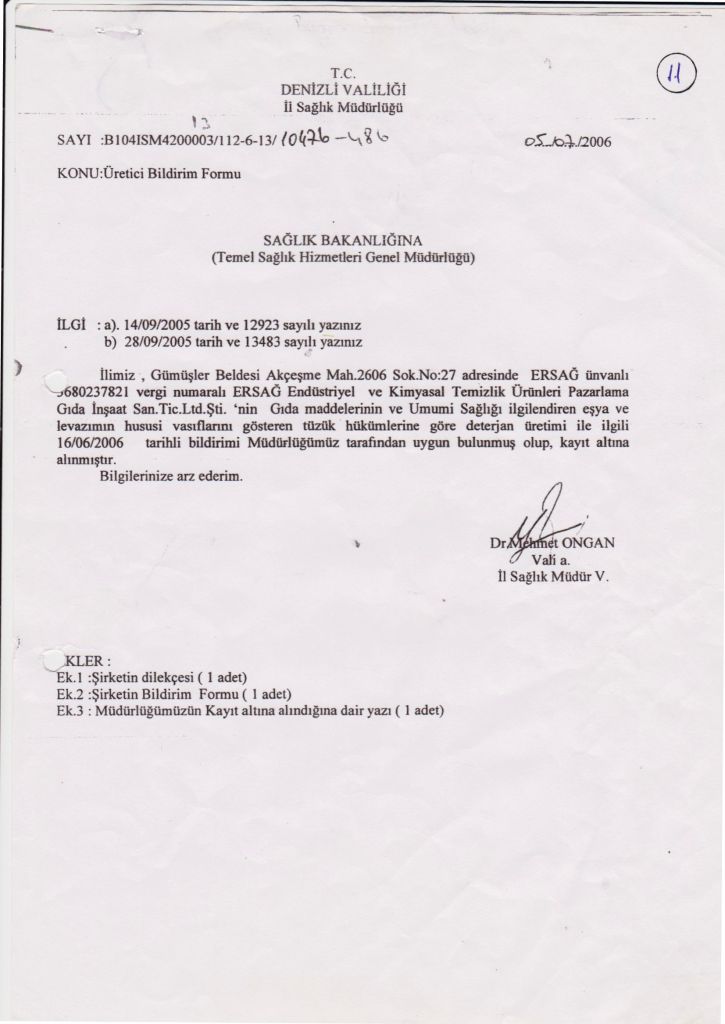 11
T.C.
DENİZLİ VALİLİĞİ
İl Sağlık Müdürlüğü
13
SAYI :B104ISM4200003/112-6-13/ 10476-486 05/07/2006
KONU:Üretici Bildirim Formu
SAĞLIK BAKANLIĞINA
(Temel Sağlık Hizmetleri Genel Müdürlüğü)
İLGİ : a). 14/09/2005 tarih ve 12923 sayılı yazınız
b) 28/09/2005 tarih ve 13483 sayılı yazınız
İlimiz , Gümüşler Beldesi Akçeşme Mah.2606 Sok.No:27 adresinde ERSAĞ ünvanlı
680237821 vergi numaralı ERSAĞ Endüstriyel ve Kimyasal Temizlik Ürünleri Pazarlama
Gıda İnşaat San.Tic.Ltd.Şti. ‘nin Gıda maddelerinin ve Umumi Sağlığı ilgilendiren eşya ve
levazımın hususi vasıflarını gösteren tüzük hükümlerine göre deterjan üretimi ile ilgili
16/06/2006 tarihli bildirimi Müdürlüğümüz tarafından uygun bulunmuş olup, kayıt altına
alınmıştır.
Bilgilerinize arz ederim.
Dr.Mehmet ONGAN
Vali a.
İl Sağlık Müdür V.
KLER :
Ek.1 :Şirketin dilekçesi ( 1 adet)
Ek.2 :Şirketin Bildirim Formu ( 1 adet)
Ek.3 : Müdürlüğümüzün Kayıt altına alındığına dair yazı ( 1 adet)